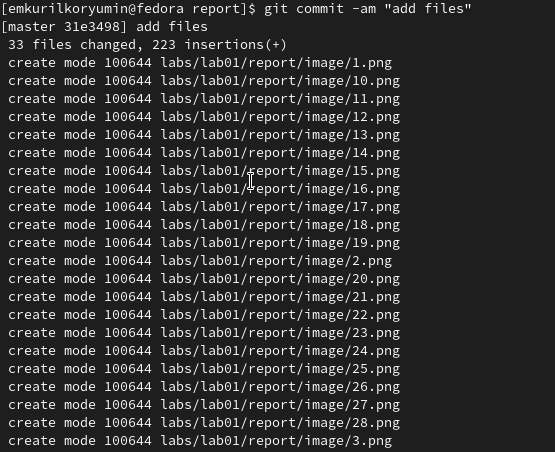 [emkurilkoryumin@fedora report]$ git commit -am "add files"
[master 31e3498] add files
 33 files changed, 223 insertions(+)
 create mode 100644 labs/lab01/report/image/1.png
 create mode 100644 labs/lab01/report/image/10.png
 create mode 100644 labs/lab01/report/image/11.png
 create mode 100644 labs/lab01/report/image/12.png
 create mode 100644 labs/lab01/report/image/13.png
 create mode 100644 labs/lab01/report/image/14.png
 create mode 100644 labs/lab01/report/image/15.png
 create mode 100644 labs/lab01/report/image/16.png
 create mode 100644 labs/lab01/report/image/17.png
 create mode 100644 labs/lab01/report/image/18.png
 create mode 100644 labs/lab01/report/image/19.png
 create mode 100644 labs/lab01/report/image/2.png
 create mode 100644 labs/lab01/report/image/20.png
 create mode 100644 labs/lab01/report/image/21.png
 create mode 100644 labs/lab01/report/image/22.png
 create mode 100644 labs/lab01/report/image/23.png
 create mode 100644 labs/lab01/report/image/24.png
 create mode 100644 labs/lab01/report/image/25.png
 create mode 100644 labs/lab01/report/image/26.png
 create mode 100644 labs/lab01/report/image/27.png
 create mode 100644 labs/lab01/report/image/28.png
 create mode 100644 labs/lab01/report/image/3.png